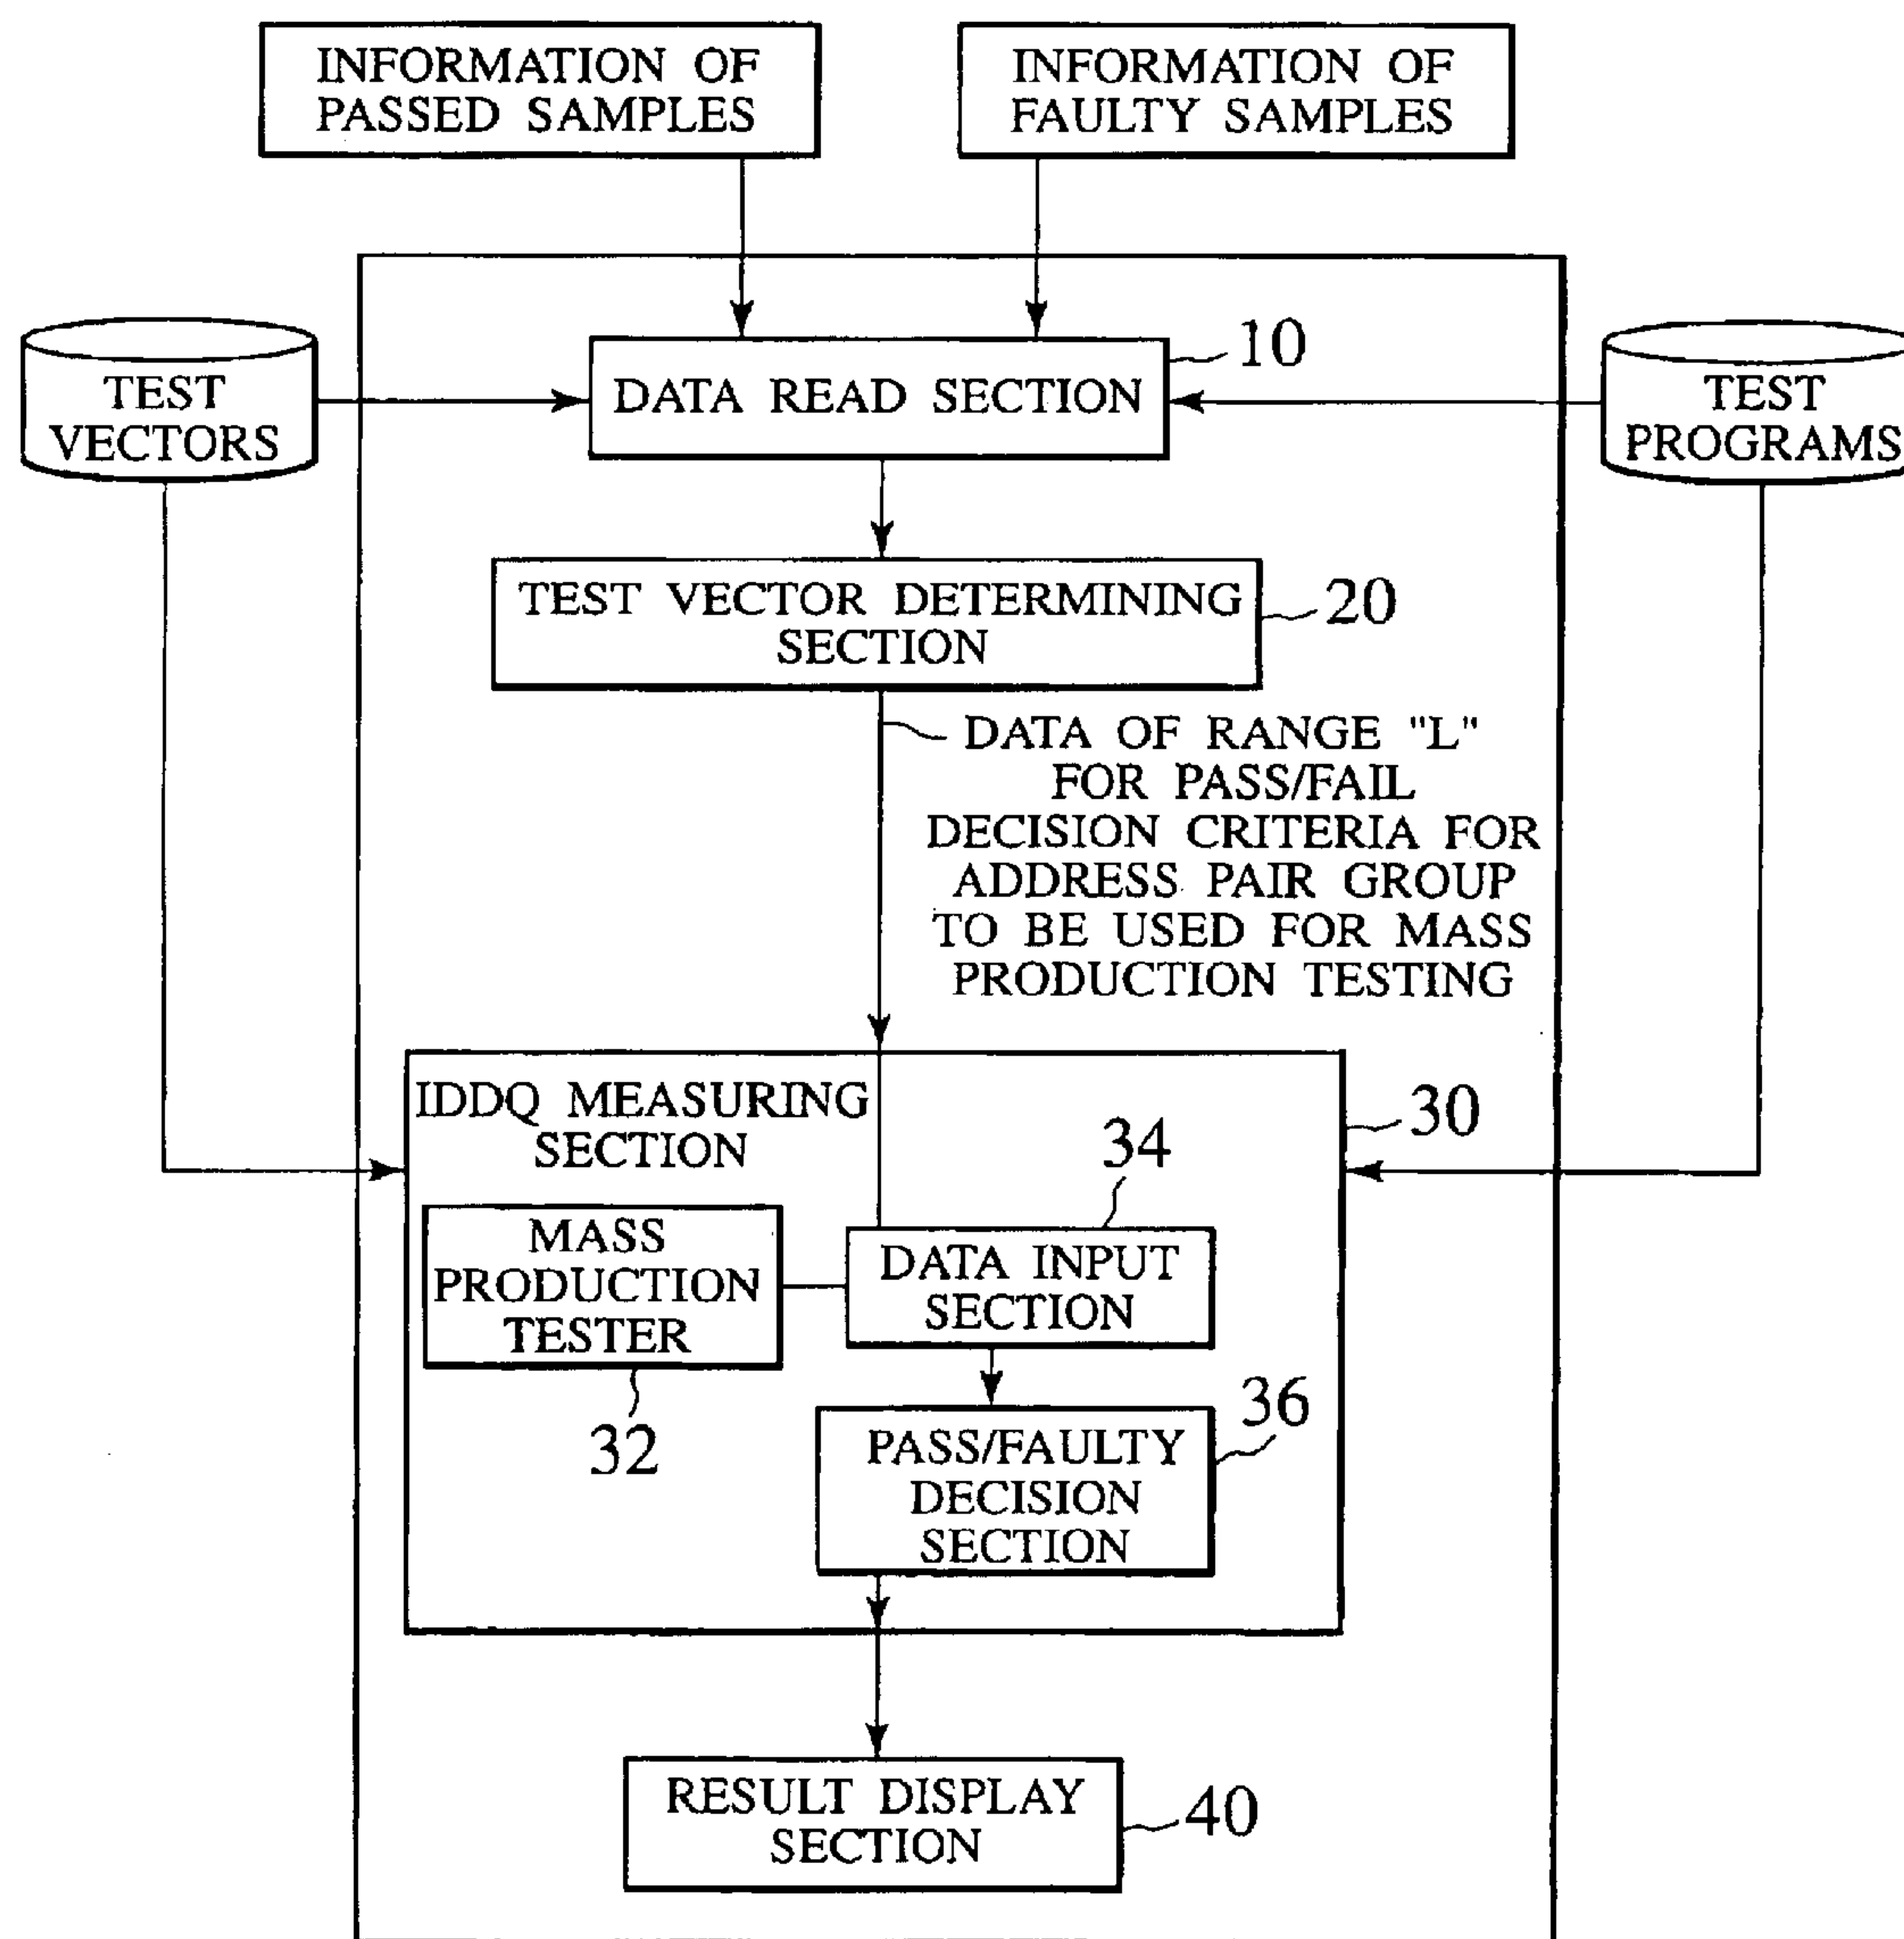 INFORMATION OF
PASSED SAMPLES
INFORMATION OF
FAULTY SAMPLES
TEST
VECTORS
10
DATA READ SECTION
TEST
PROGRAMS
TEST VECTOR DETERMINING
SECTION
20
DATA OF RANGE "L"
FOR PASS/FAIL
DECISION CRITERIA FOR
ADDRESS PAIR GROUP
TO BE USED FOR MASS
PRODUCTION TESTING
IDDQ MEASURING
SECTION
30
34
MASS
PRODUCTION
TESTER
32
DATA INPUT
SECTION
36
PASS/FAULTY
DECISION
SECTION
RESULT DISPLAY
SECTION
40